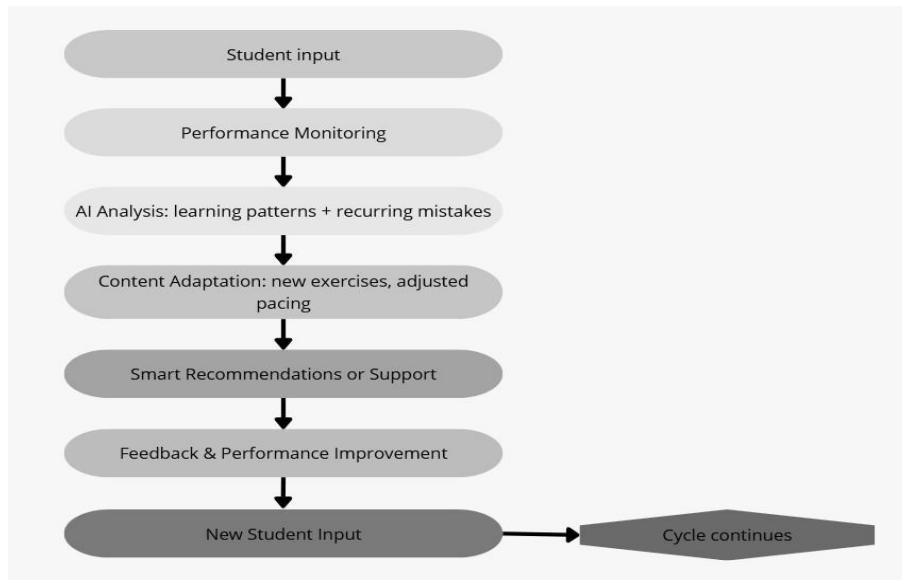 Student input
Performance Monitoring
AI Analysis: learning patterns + recurring mistakes
Content Adaptation: new exercises, adjusted
pacing
Smart Recommendations or Support
Feedback & Performance Improvement
New Student Input
Cycle continues